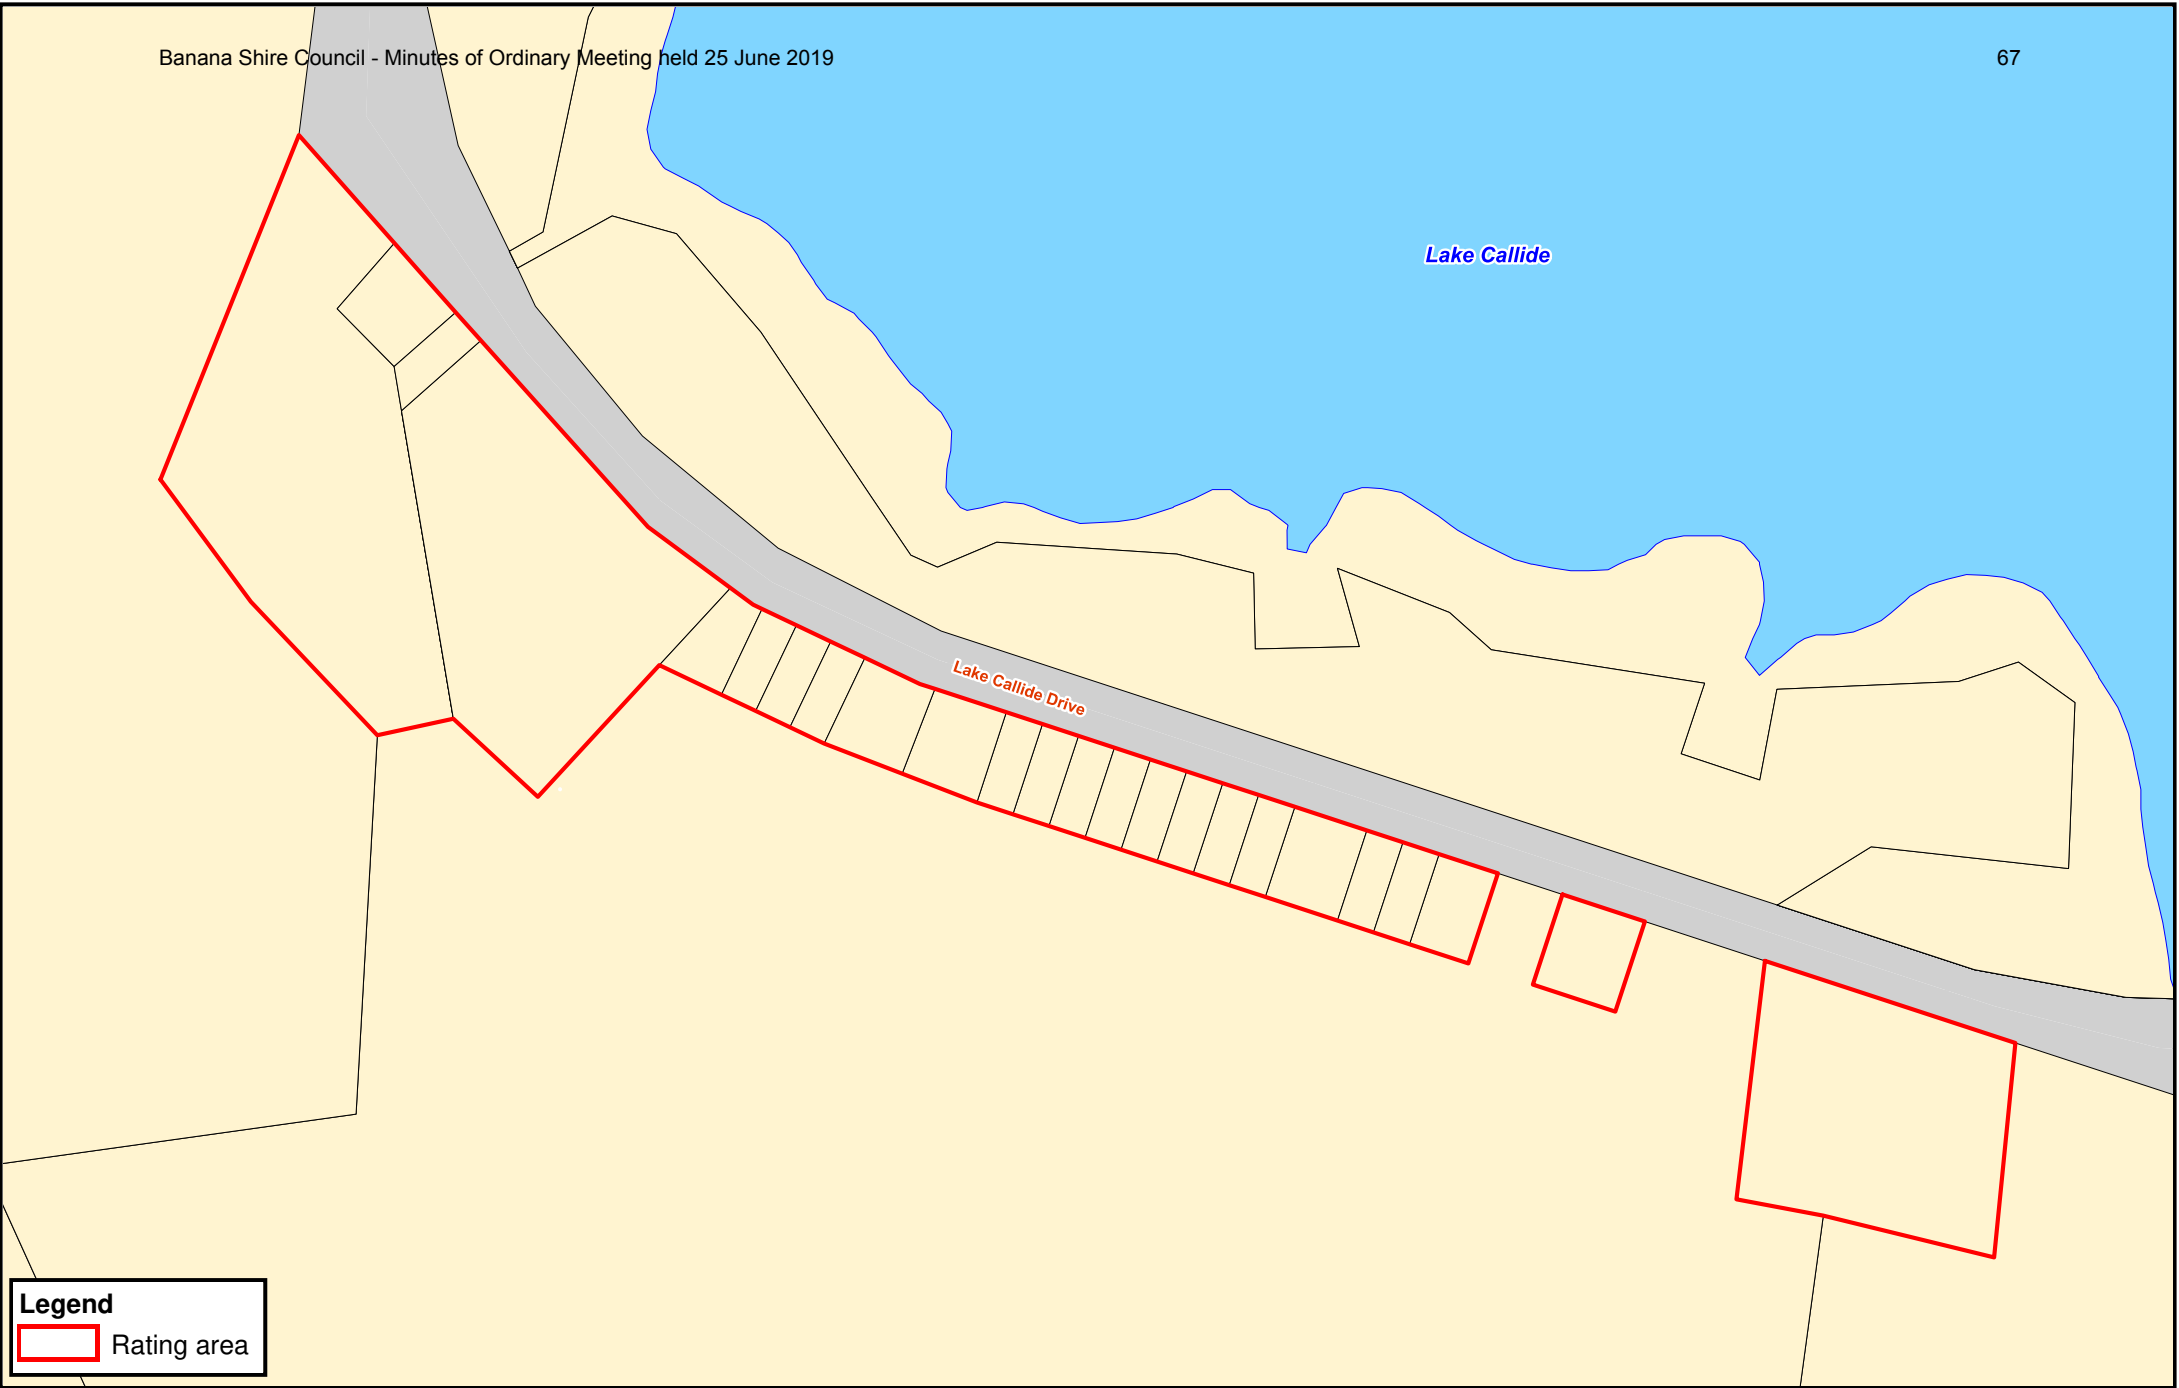 Banana Shire Council - Minutes of Ordinary Meeting held 25 June 2019
67
Lake Callide
Lake Callide Drive
Legend
Rating area